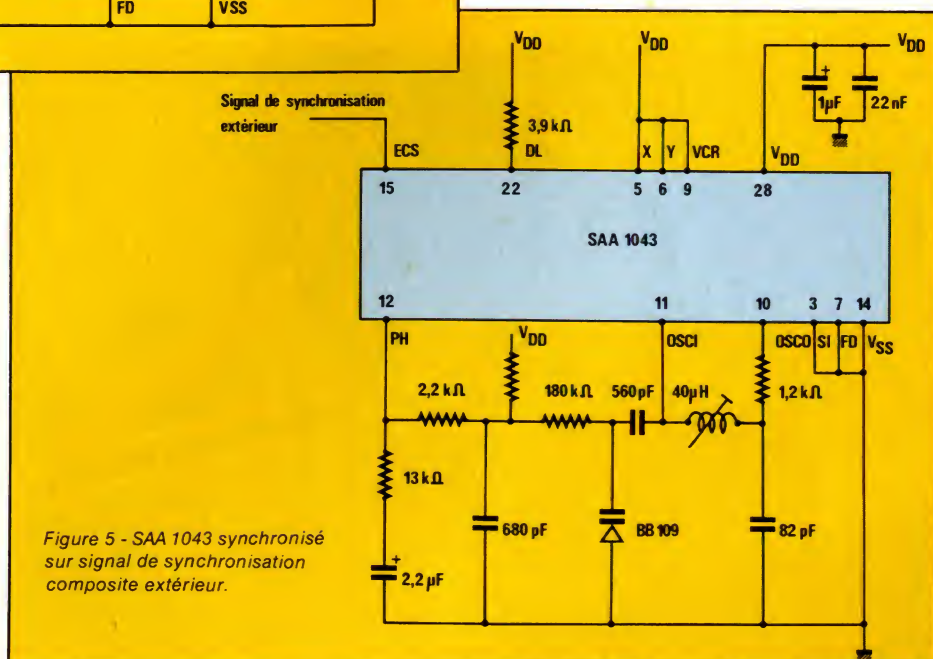 FD VSS
VDD VDD VDD
Signal de synchronisation
extérieur
3,9 kΩ
1µF 22 nF
+
ECS DL X Y VCR VDD
15 22 5 6 9 28
SAA 1043
12 11 10 3 7 14
PH VDD OSCI OSCO SI FD VSS
2,2 kΩ 180 kΩ 560 pF 40µH 1,2 kΩ
13 kΩ
680 pF BB 109 82 pF
+
2,2 µF
Figure 5 - SAA 1043 synchronisé
sur signal de synchronisation
composite extérieur.